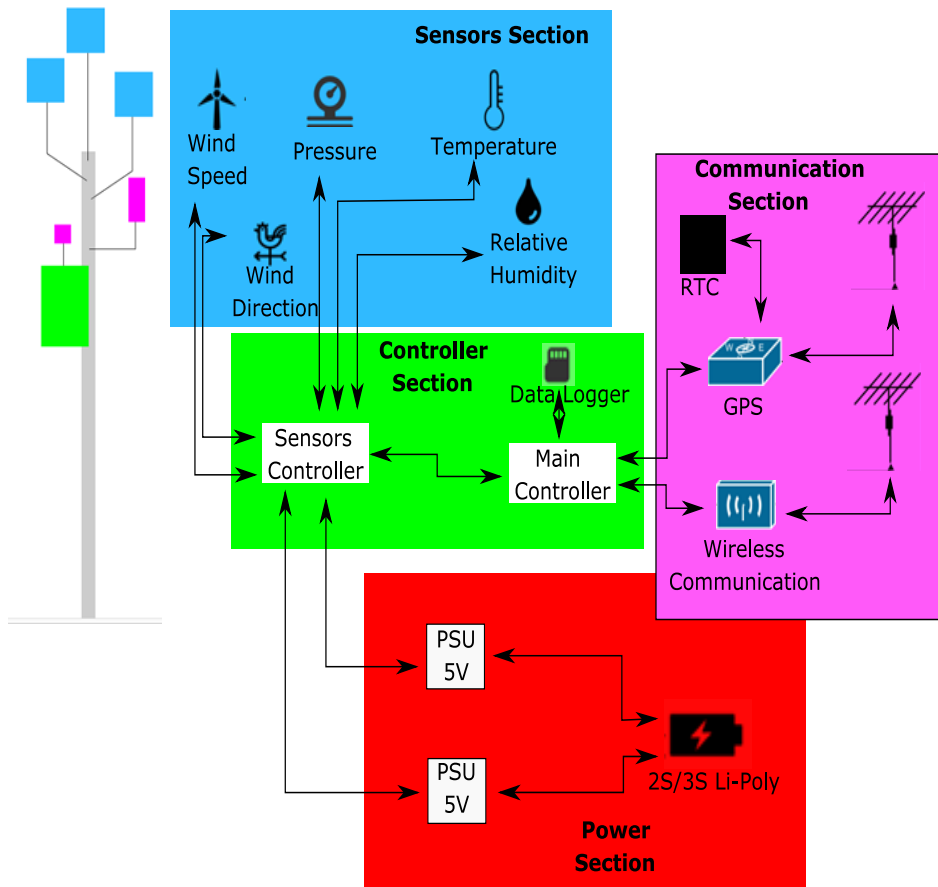 Sensors Section
Wind
Speed
Pressure
Temperature
Wind
Direction
Relative
Humidity
Communication
Section
RTC
W E
GPS
Wireless
Communication
Controller
Section
Data Logger
Sensors
Controller
Main
Controller
PSU
5V
PSU
5V
2S/3S Li-Poly
Power
Section